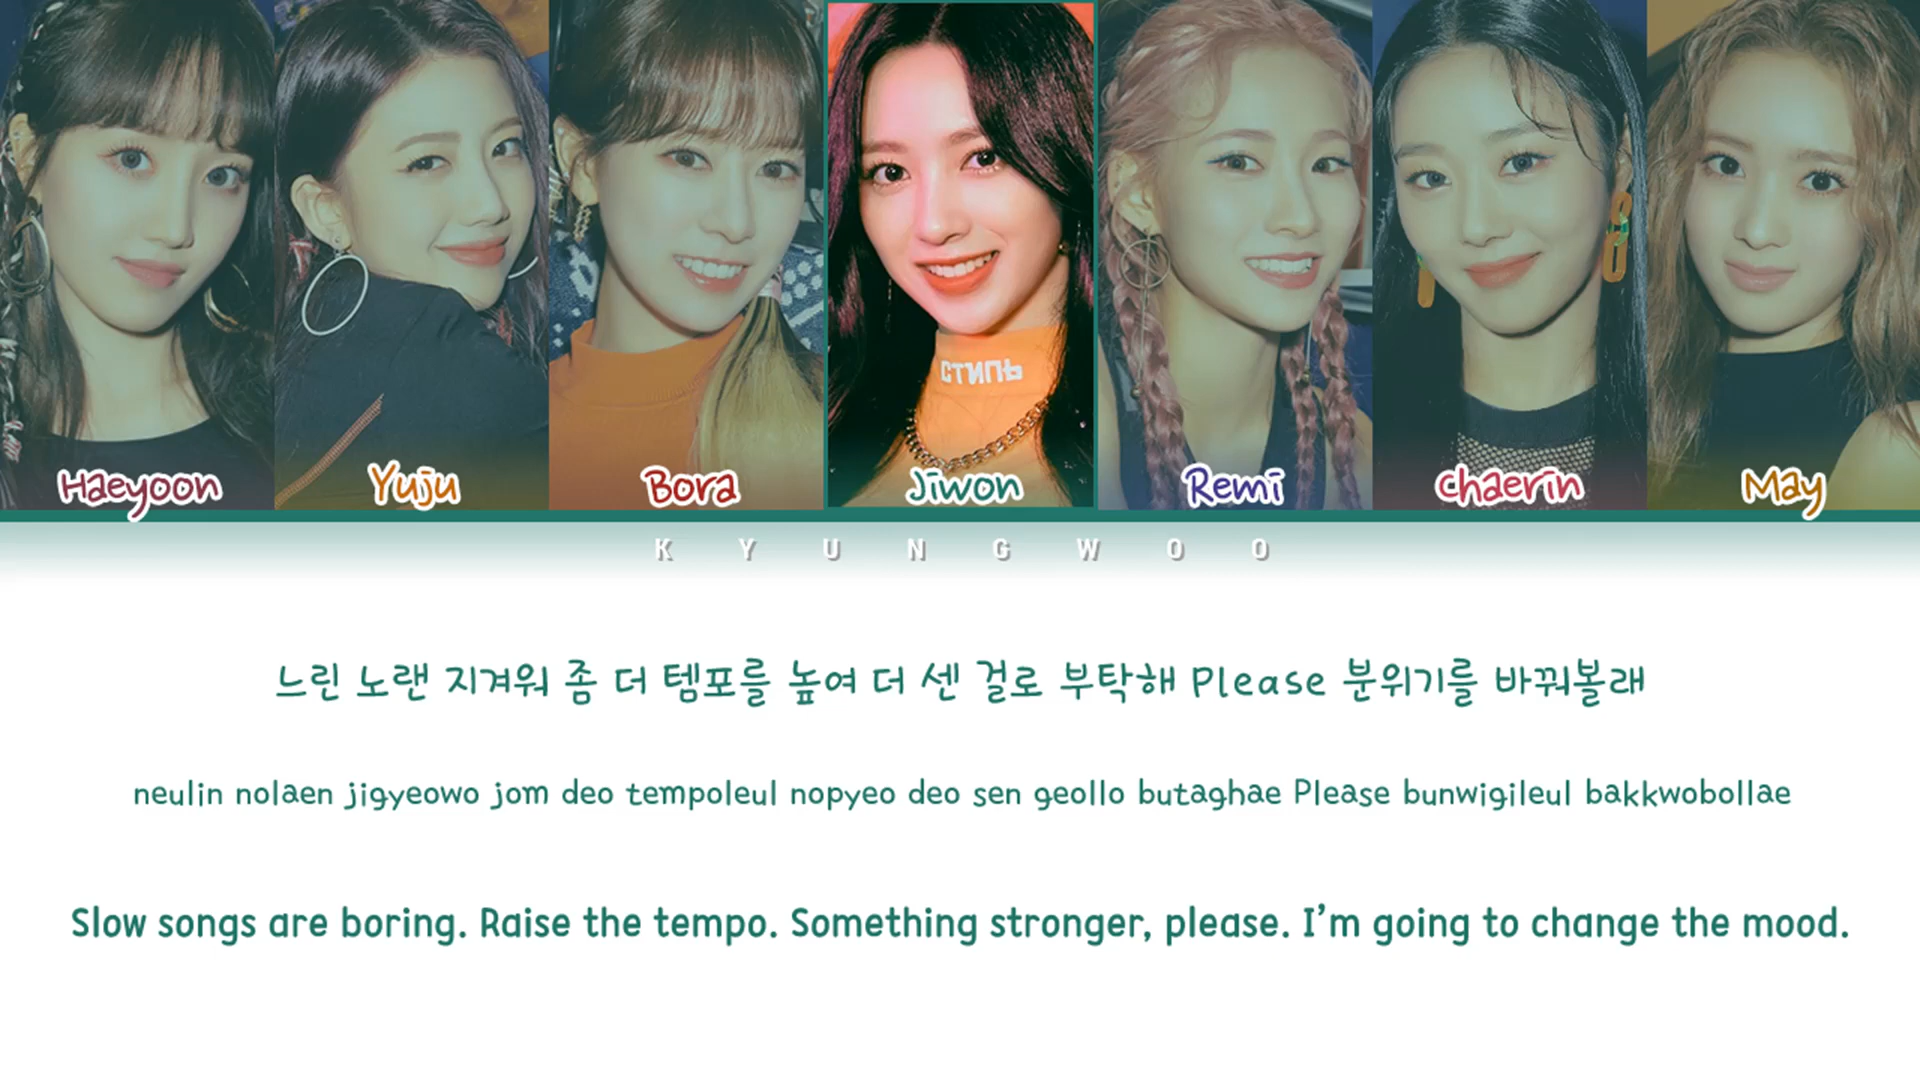 СТИПЬ
Haeyoon Yuju Bora Jiwon Remi chaerin May
KYUNGWOO
느린 노랜 지겨워 좀 더 템포를 높여 더 센 걸로 부탁해 Please 분위기를 바꿔볼래
neulin nolaen jigyeowo jom deo tempoleul nopyeo deo sen geollo butaghae Please bunwigileul bakkwobollae
Slow songs are boring. Raise the tempo. Something stronger, please. I’m going to change the mood.